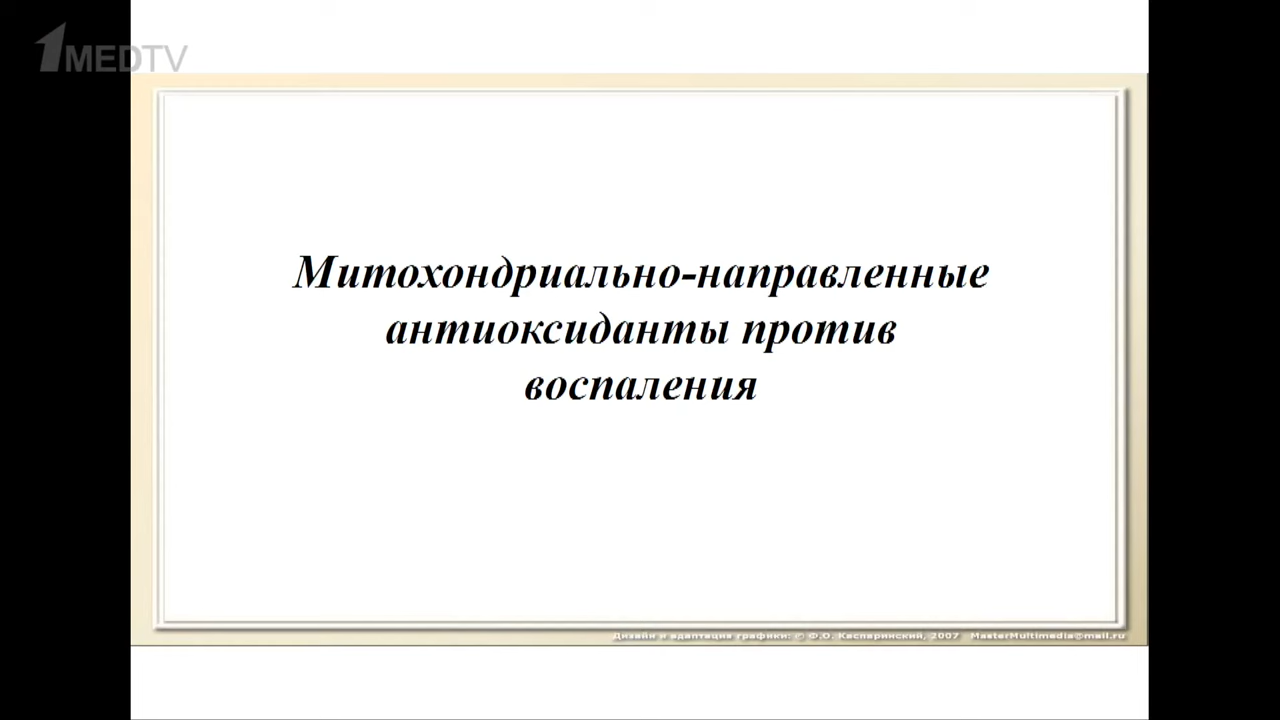 1MEDTV
Митохондриально-направленные
антиоксиданты против
воспаления
Дизайн и адаптация графики: © Ф.О. Каспаринский, 2007 MasterMultimedia@mail.ru